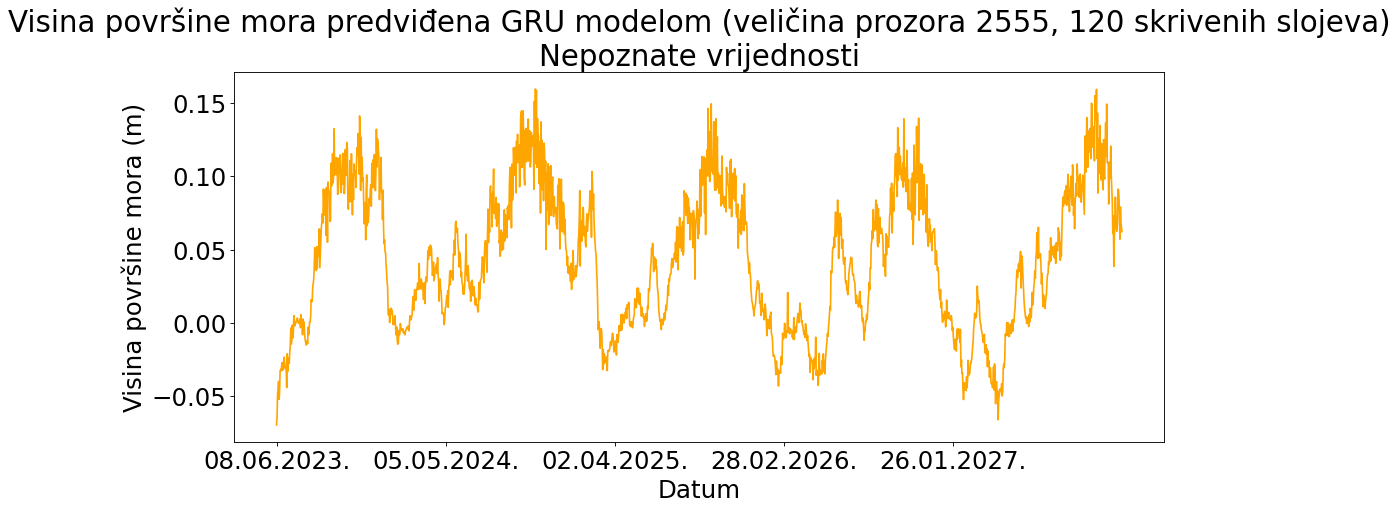 Visina površine mora predviđena GRU modelom (veličina prozora 2555, 120 skrivenih slojeva)
Nepoznate vrijednosti
Visina površine mora (m)
0.15
0.10
0.05
0.00
−0.05
08.06.2023. 05.05.2024. 02.04.2025. 28.02.2026. 26.01.2027.
Datum